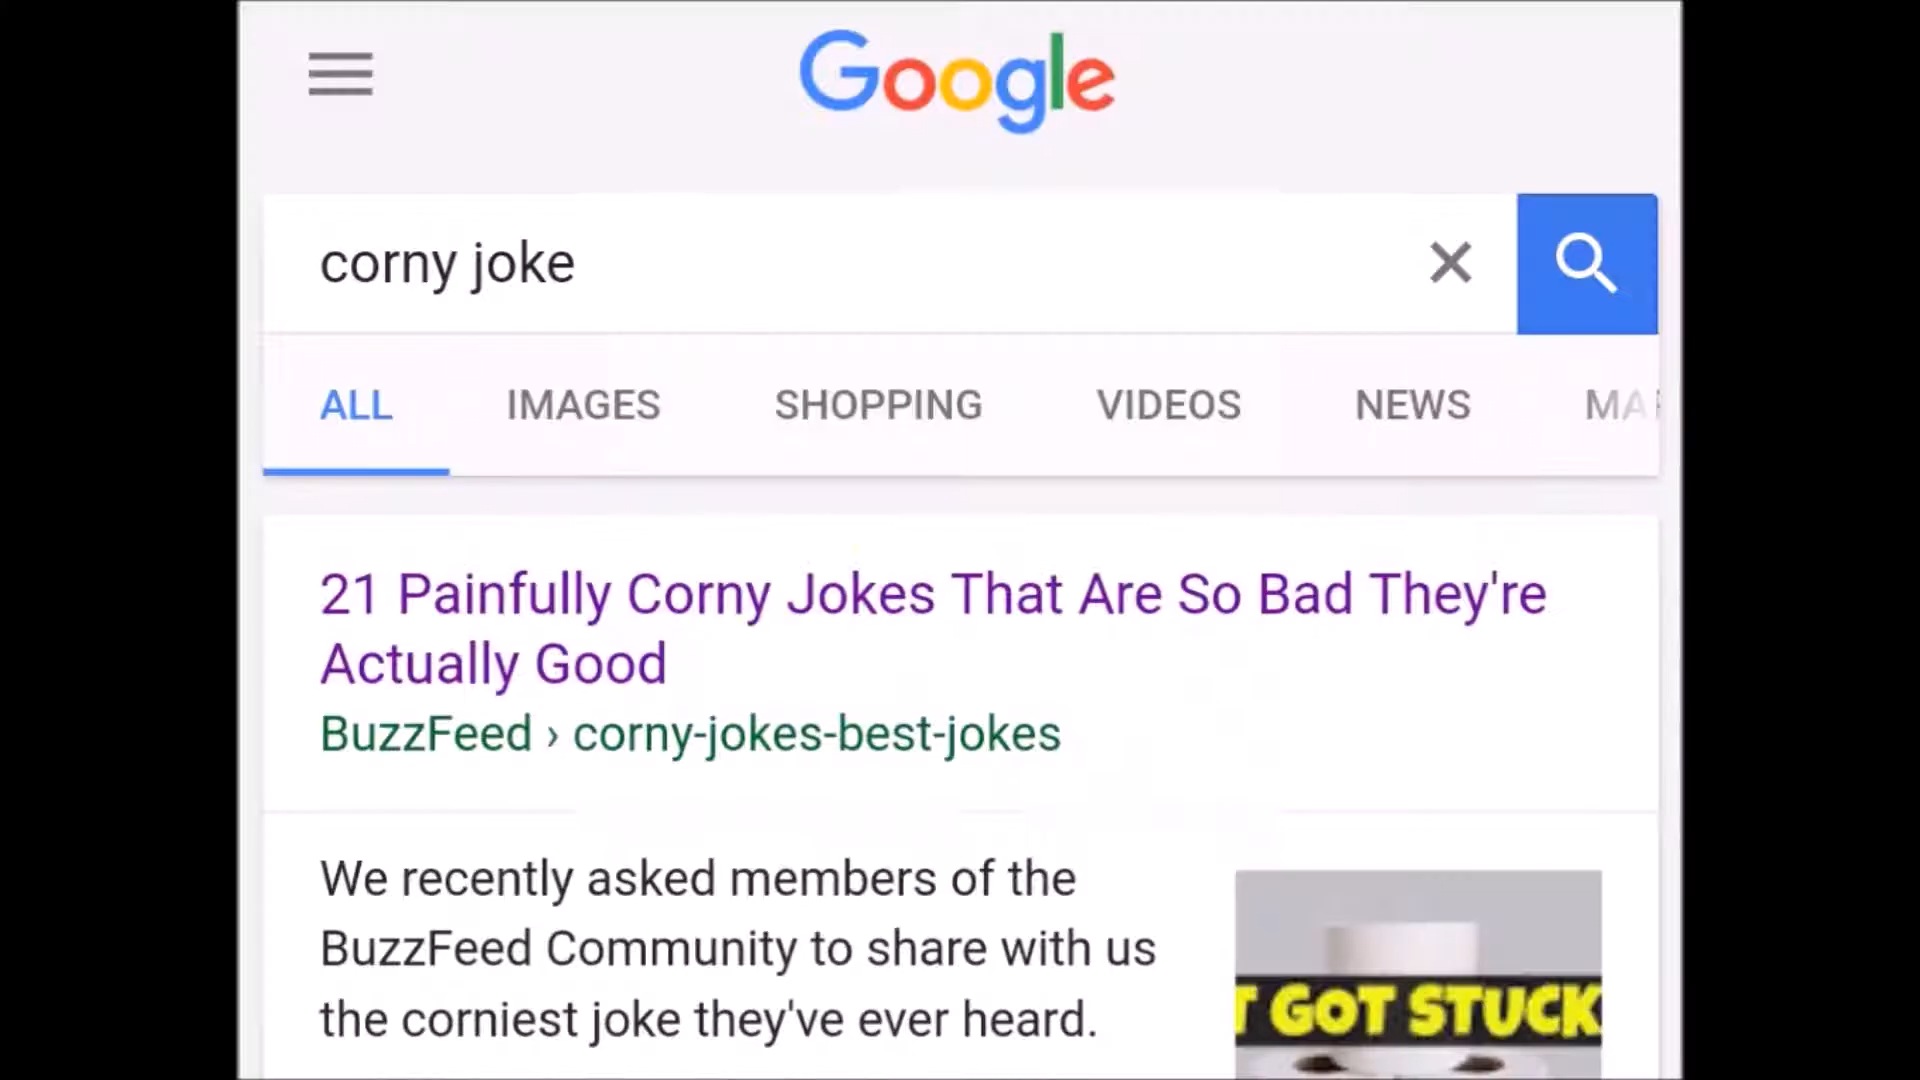 Google
corny joke
ALL IMAGES SHOPPING VIDEOS NEWS
21 Painfully Corny Jokes That Are So Bad They're
Actually Good
BuzzFeed › corny-jokes-best-jokes
We recently asked members of the
BuzzFeed Community to share with us
the corniest joke they've ever heard.
GOT STUCK